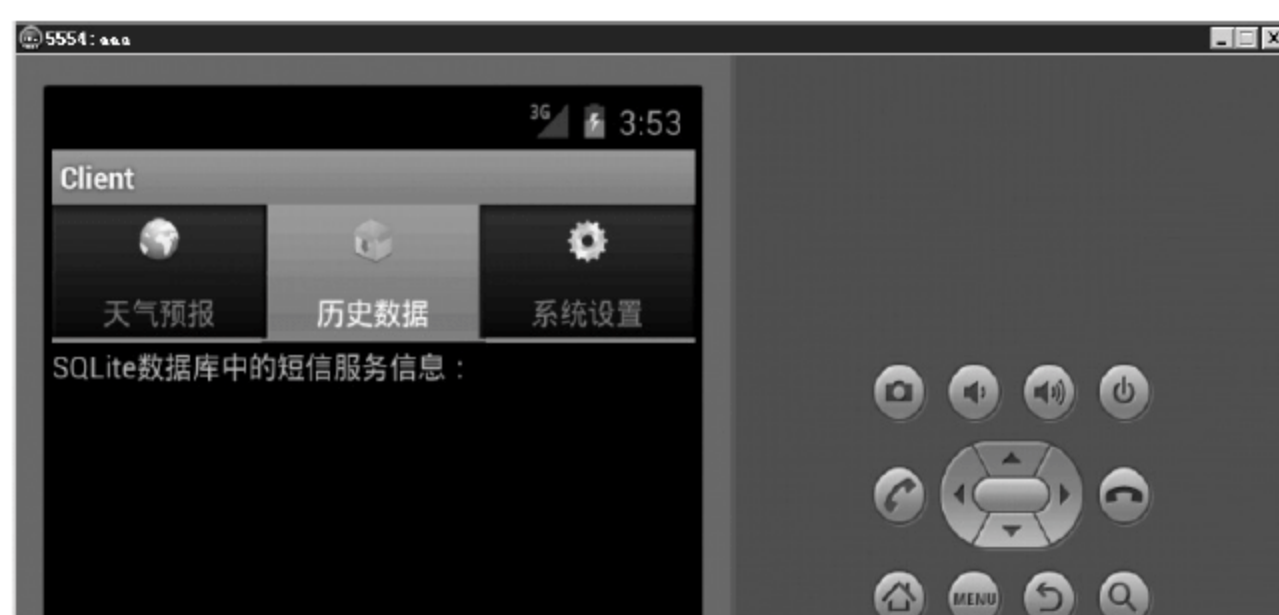 5554:aaa
3G 3:53
Client
天气预报 历史数据 系统设置
SQLite数据库中的短信服务信息：
MENU